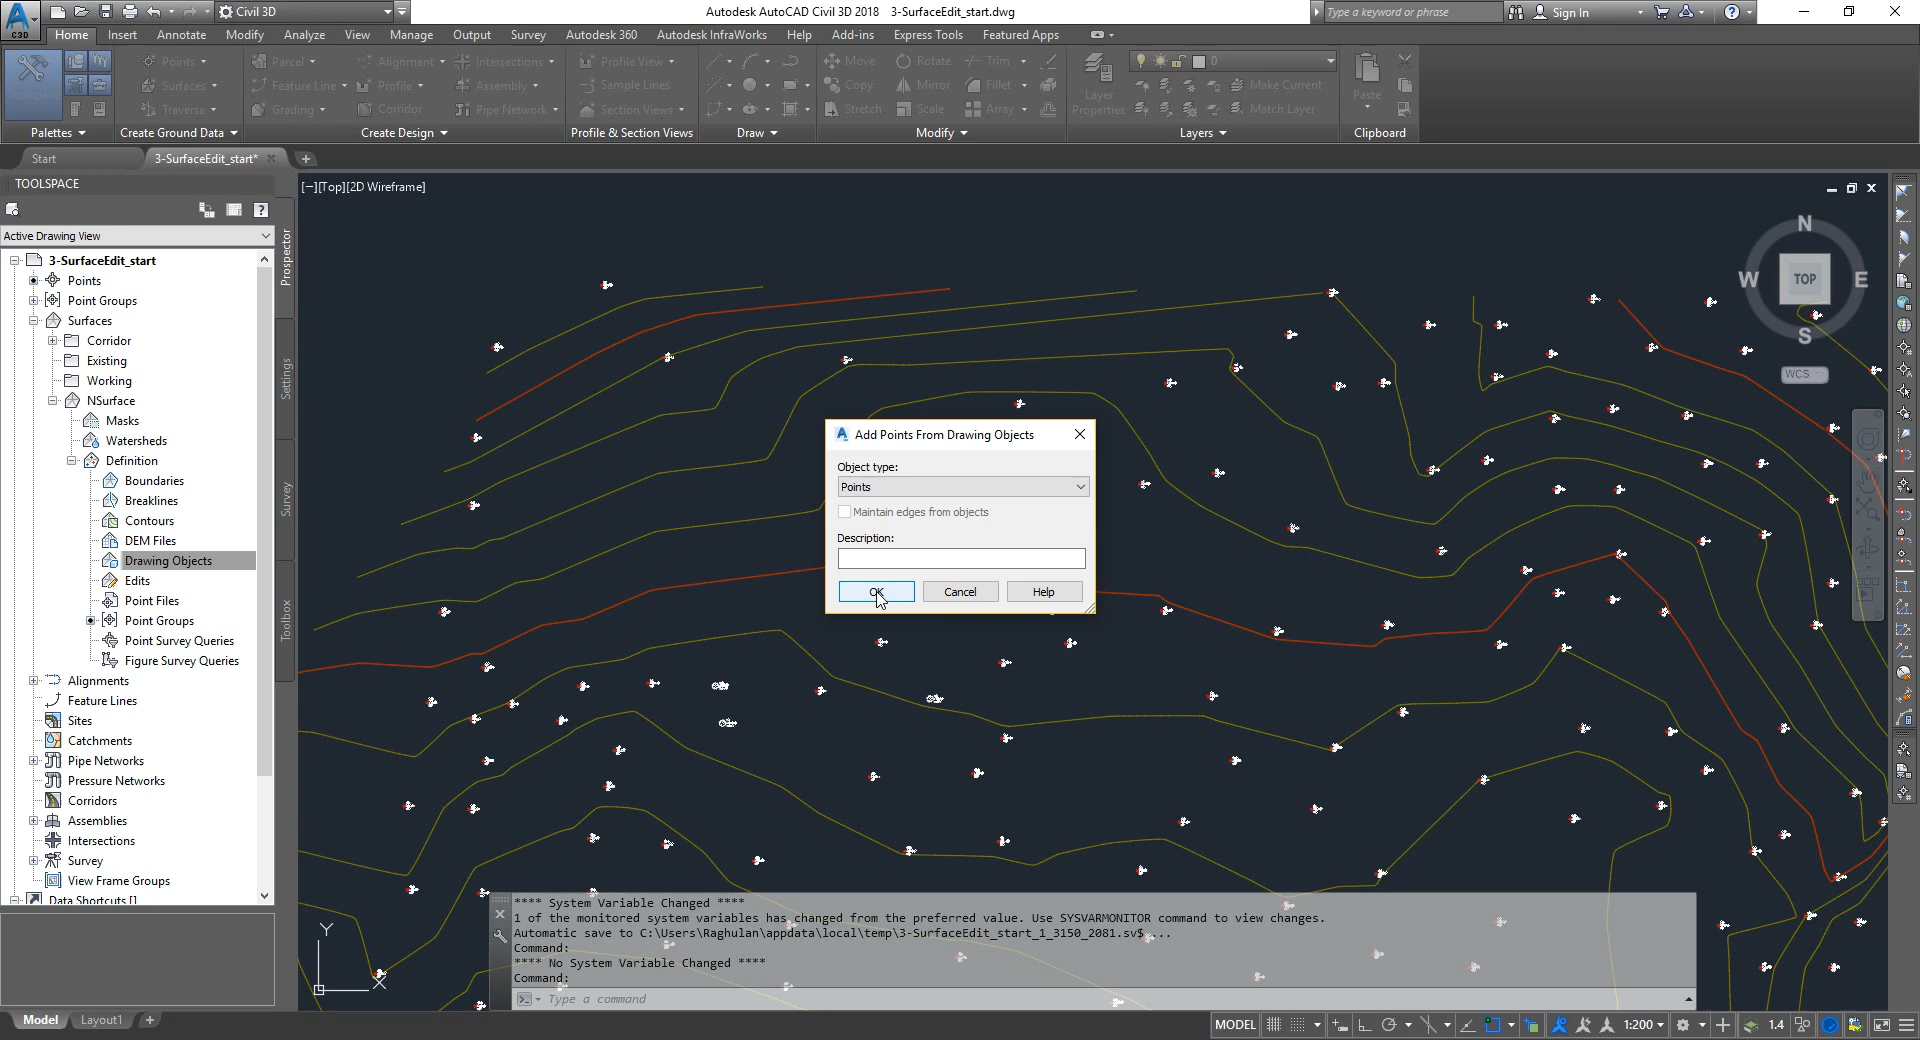 C3D
Civil 3D
Autodesk AutoCAD Civil 3D 2018 3-SurfaceEdit_start.dwg
Type a keyword or phrase
Sign In
Home Insert Annotate Modify Analyze View Manage Output Survey Autodesk 360 Autodesk InfraWorks Help Add-ins Express Tools Featured Apps
Points Parcel Alignment Intersections Profile View Move Rotate Trim 0
Surfaces Feature Line Profile Assembly Sample Lines Copy Mirror Fillet Make Current
Toolspace Traverse Grading Corridor Pipe Network Section Views Stretch Scale Array Layer Properties Match Layer Paste
Palettes Create Ground Data Create Design Profile & Section Views Draw Modify Layers Clipboard
Start 3-SurfaceEdit_start*
TOOLSPACE
[−][Top][2D Wireframe]
Active Drawing View
3-SurfaceEdit_start
Points
Point Groups
Surfaces
Corridor
Existing
Working
NSurface
Masks
Watersheds
Definition
Boundaries
Breaklines
Contours
DEM Files
Drawing Objects
Edits
Point Files
Point Groups
Point Survey Queries
Figure Survey Queries
Alignments
Feature Lines
Sites
Catchments
Pipe Networks
Pressure Networks
Corridors
Assemblies
Intersections
Survey
View Frame Groups
Data Shortcuts []
Prospector
Settings
Survey
Toolbox
N
W TOP E
S
WCS
Add Points From Drawing Objects
Object type:
Points
Maintain edges from objects
Description:
OK Cancel Help
Y
X
**** System Variable Changed ****
1 of the monitored system variables has changed from the preferred value. Use SYSVARMONITOR command to view changes.
Automatic save to C:\Users\Raghulan\appdata\local\temp\3-SurfaceEdit_start_1_3150_2081.sv$ ...
Command:
**** No System Variable Changed ****
Command:
Type a command
Model Layout1
MODEL 1:200 1.4